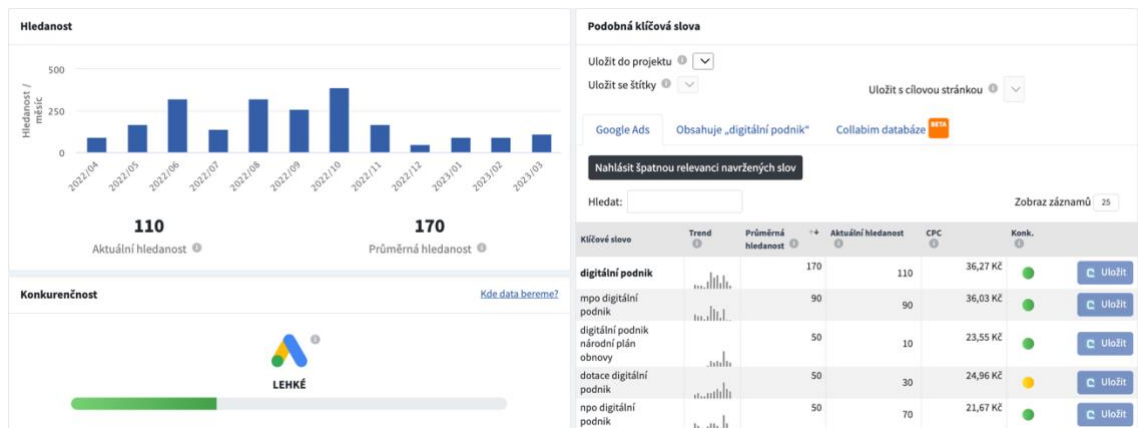 Hledanost
500
250
0
Hledanost /
měsíc
2022/04
2022/05
2022/06
2022/07
2022/08
2022/09
2022/10
2022/11
2022/12
2023/01
2023/02
2023/03
110
Aktuální hledanost
170
Průměrná hledanost
Konkurenčnost
Kde data bereme?
LEHKÉ
Podobná klíčová slova
Uložit do projektu
Uložit se štítky
Uložit s cílovou stránkou
Google Ads
Obsahuje „digitální podnik“
Collabim databáze BETA
Nahlásit špatnou relevanci navržených slov
Hledat:
Zobraz záznamů 25
Klíčové slovo Trend Průměrná hledanost Aktuální hledanost CPC Konk.
digitální podnik 170 110 36,27 Kč Uložit
mpo digitální
podnik 90 90 36,03 Kč Uložit
digitální podnik
národní plán
obnovy 50 10 23,55 Kč Uložit
dotace digitální
podnik 50 30 24,96 Kč Uložit
npo digitální
podnik 50 70 21,67 Kč Uložit